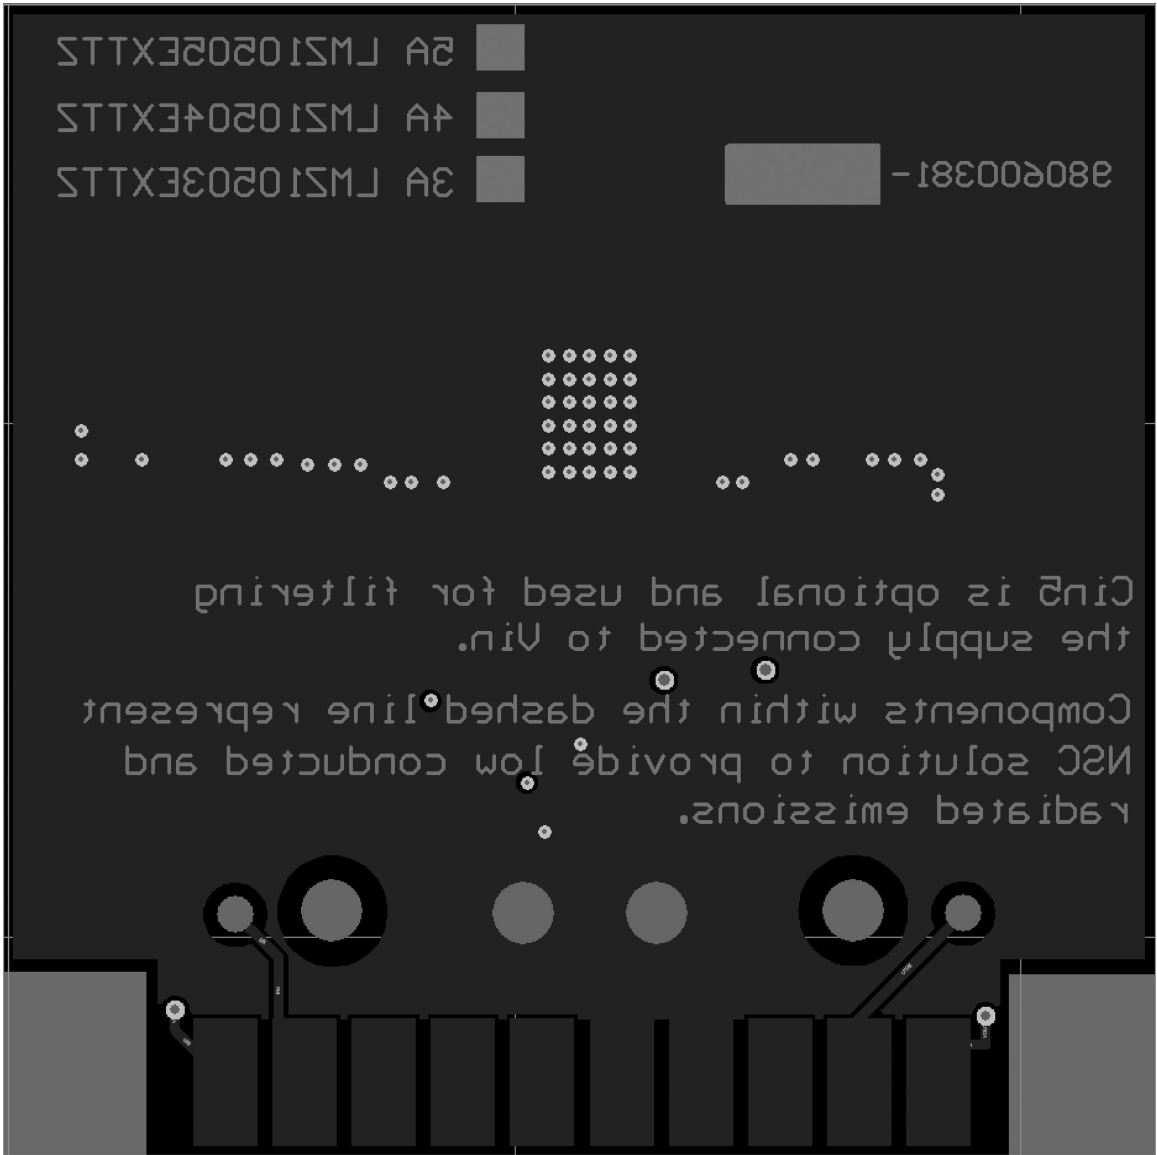 5A LMZ10505EXTTZ
4A LMZ10504EXTTZ
3A LMZ10503EXTTZ
980600381-
Cin5 is optional and used for filtering
the supply connected to Vin.
Components within the dashed line represent
NSC solution to provide low conducted and
radiated emissions.